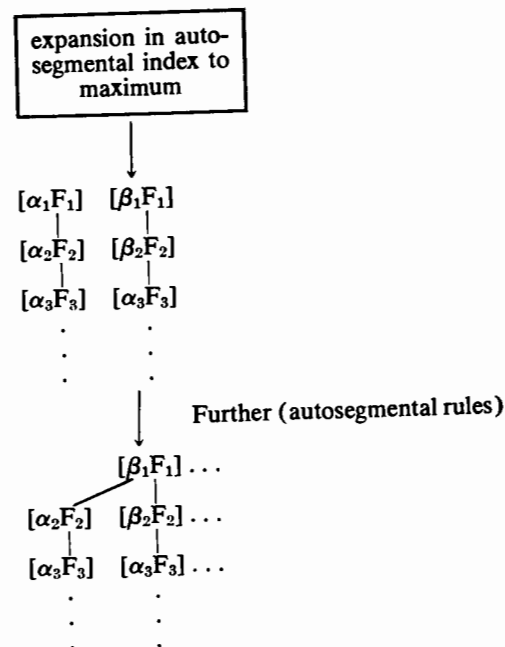 expansion in auto-
segmental index to
maximum
[α₁F₁] [β₁F₁]
[α₂F₂] [β₂F₂]
[α₃F₃] [α₃F₃]
. .
. .
. .
Further (autosegmental rules)
[β₁F₁] . . .
[α₂F₂] [β₂F₂] . . .
[α₃F₃] [α₃F₃] . . .
. .
. .
. .